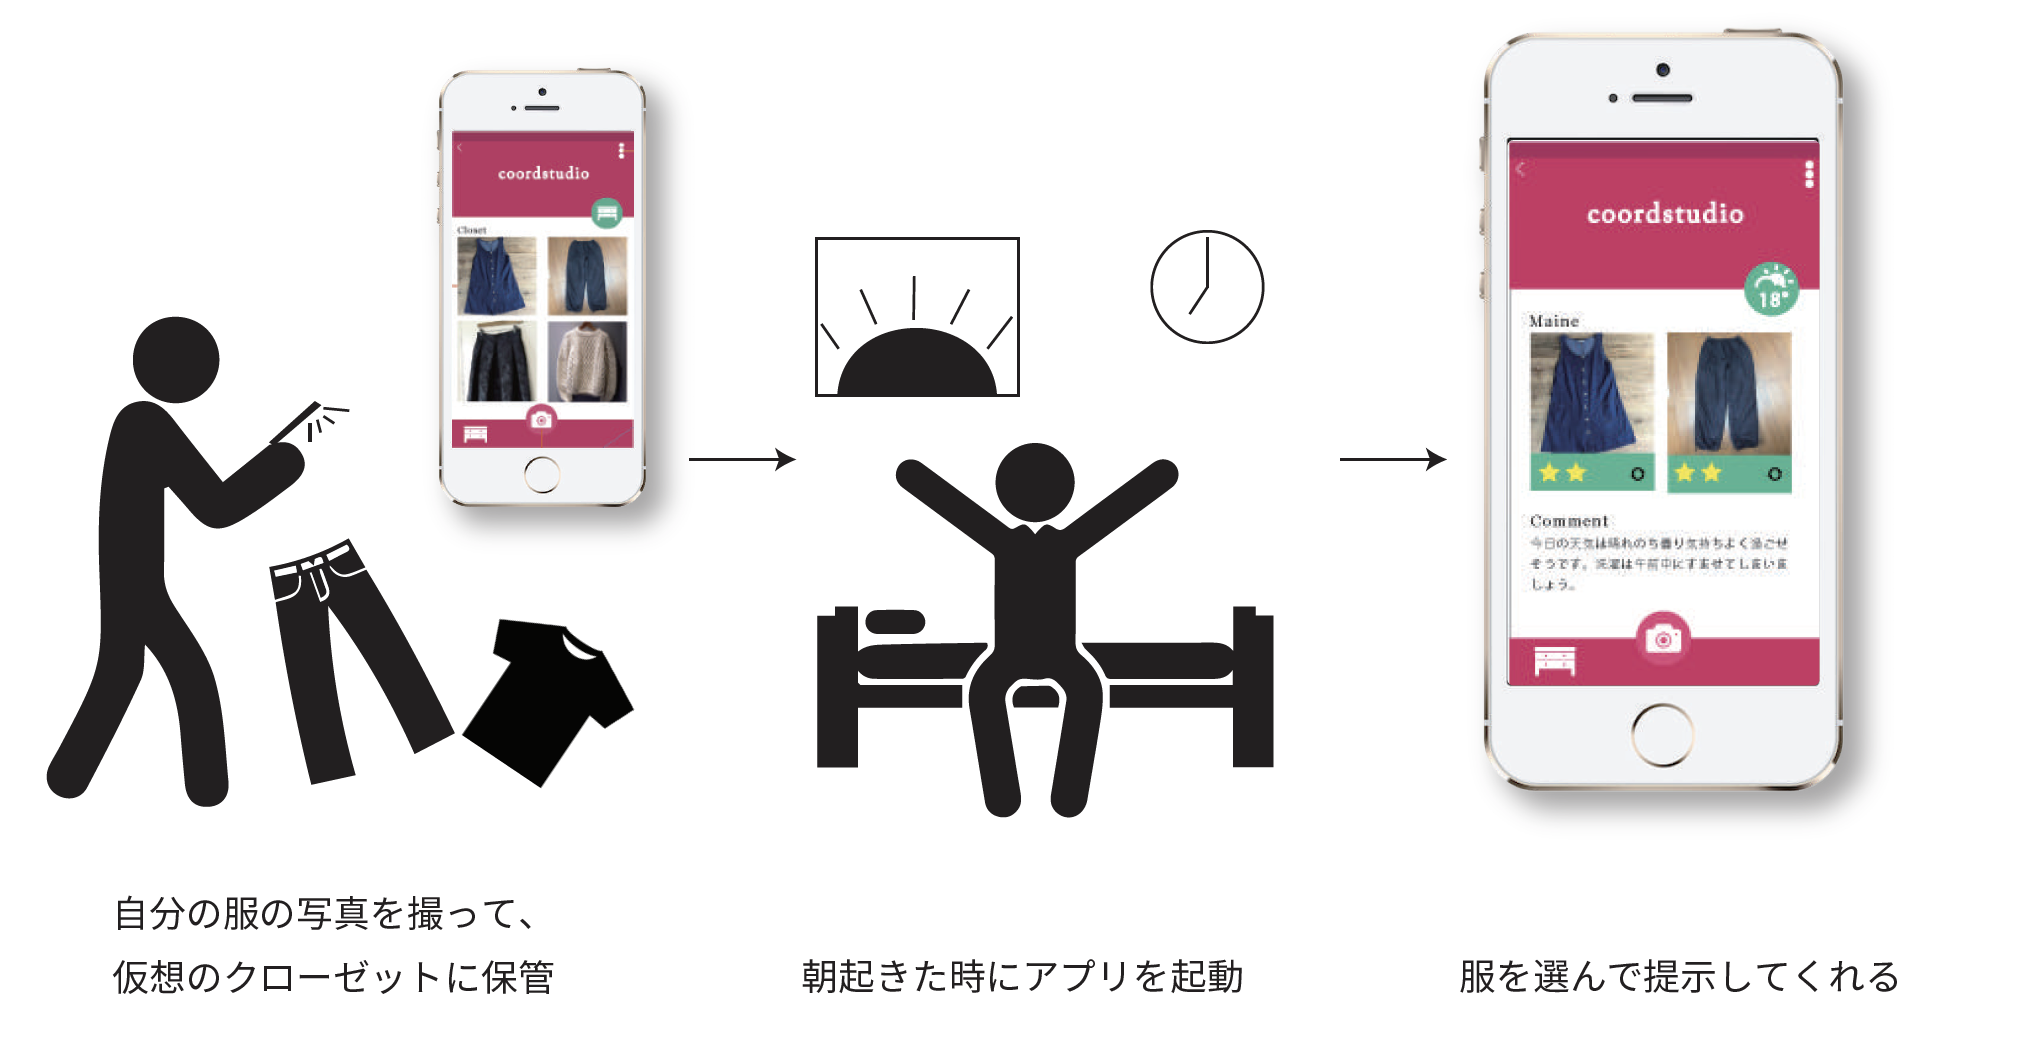 coordstudio
Closet
自分の服の写真を撮って、
仮想のクローゼットに保管
朝起きた時にアプリを起動
coordstudio
18°
Maine
Comment
今日の天気は晴れのち曇り気持ちよく過ごせ
そうです。洗濯は午前中にすませてしまいま
しょう。
服を選んで提示してくれる